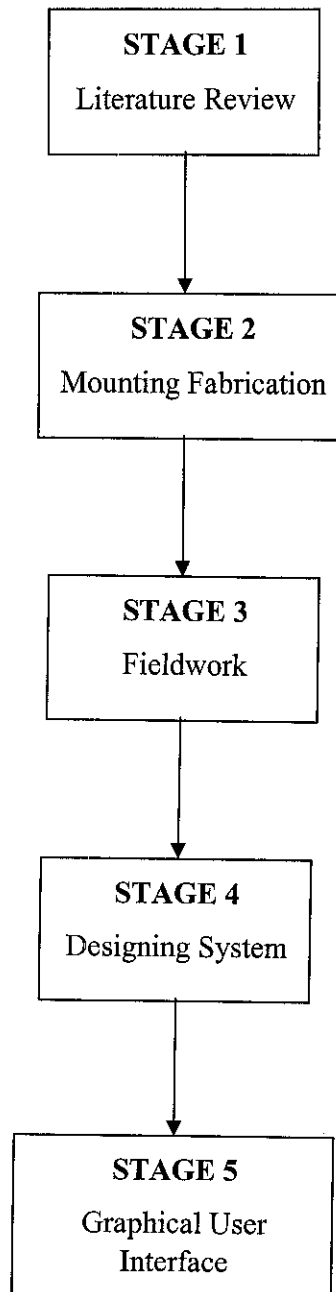 STAGE 1
Literature Review
STAGE 2
Mounting Fabrication
STAGE 3
Fieldwork
STAGE 4
Designing System
STAGE 5
Graphical User
Interface